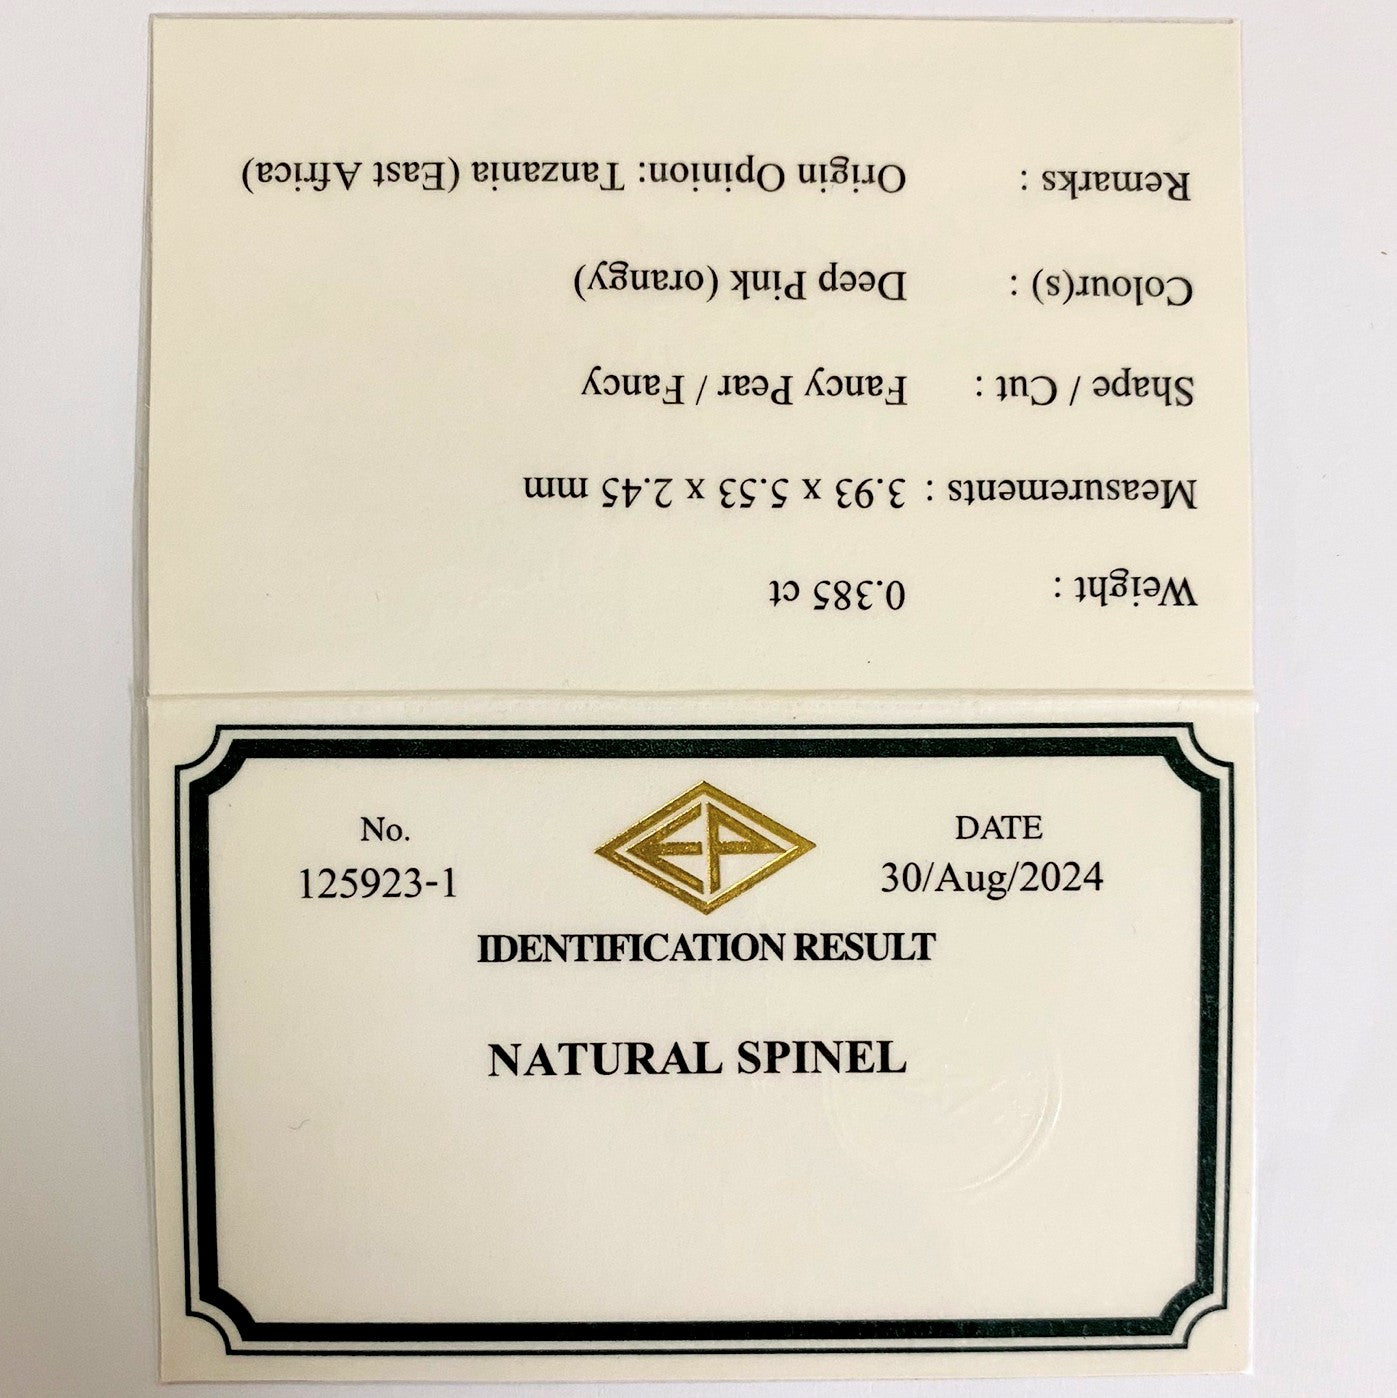 Weight : 0.385 ct
Measurements : 3.93 x 5.53 x 2.45 mm
Shape / Cut : Fancy Pear / Fancy
Colour(s) : Deep Pink (orangy)
Remarks : Origin Opinion: Tanzania (East Africa)
No.
125923-1
EP
DATE
30/Aug/2024
IDENTIFICATION RESULT
NATURAL SPINEL